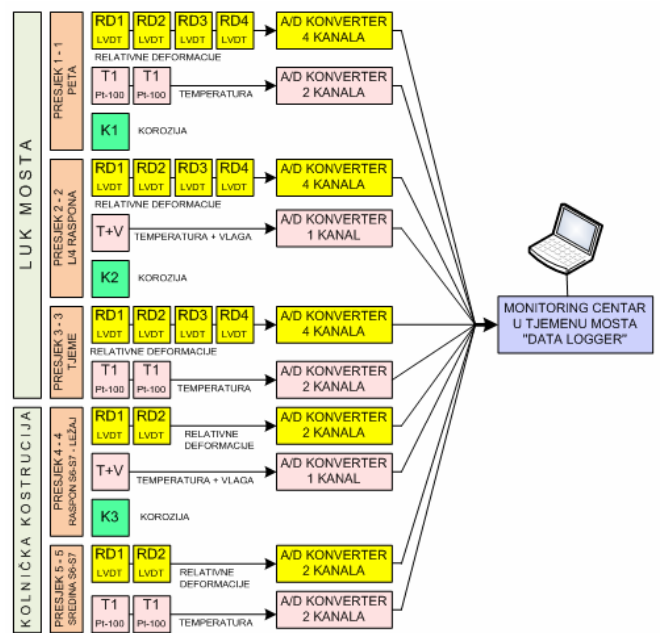 LUK MOSTA
PRESJEK 1 - 1
PETA
RD1 RD2 RD3 RD4
LVDT LVDT LVDT LVDT
RELATIVNE DEFORMACIJE
A/D KONVERTER
4 KANALA
T1 T1
Pt-100 Pt-100
TEMPERATURA
A/D KONVERTER
2 KANALA
K1
KOROZIJA
PRESJEK 2 - 2
L/4 RASPONA
RD1 RD2 RD3 RD4
LVDT LVDT LVDT LVDT
RELATIVNE DEFORMACIJE
A/D KONVERTER
4 KANALA
T+V
TEMPERATURA + VLAGA
A/D KONVERTER
1 KANAL
K2
KOROZIJA
PRESJEK 3 - 3
TJEME
RD1 RD2 RD3 RD4
LVDT LVDT LVDT LVDT
RELATIVNE DEFORMACIJE
A/D KONVERTER
4 KANALA
T1 T1
Pt-100 Pt-100
TEMPERATURA
A/D KONVERTER
2 KANALA
KOLNIČKA KOSTRUCIJA
PRESJEK 4 - 4
RASPON S6-S7 - LEŽAJ
RD1 RD2
LVDT LVDT
RELATIVNE
DEFORMACIJE
A/D KONVERTER
2 KANALA
T+V
TEMPERATURA + VLAGA
A/D KONVERTER
1 KANAL
K3
KOROZIJA
PRESJEK 5 - 5
SREDINA S6-S7
RD1 RD2
LVDT LVDT
RELATIVNE
DEFORMACIJE
A/D KONVERTER
2 KANALA
T1 T1
Pt-100 Pt-100
TEMPERATURA
A/D KONVERTER
2 KANALA
MONITORING CENTAR
U TJEMENU MOSTA
"DATA LOGGER"